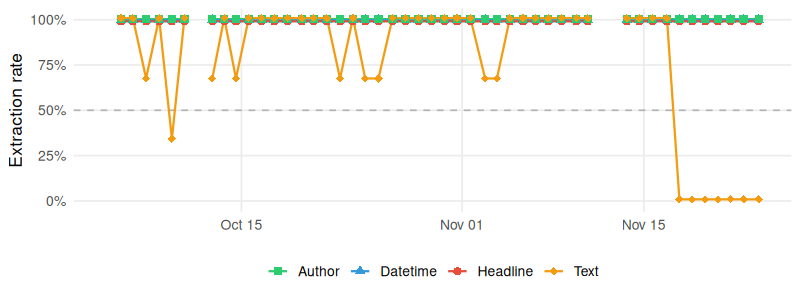 Extraction rate
100%
75%
50%
25%
0%
Oct 15 Nov 01 Nov 15
Author Datetime Headline Text